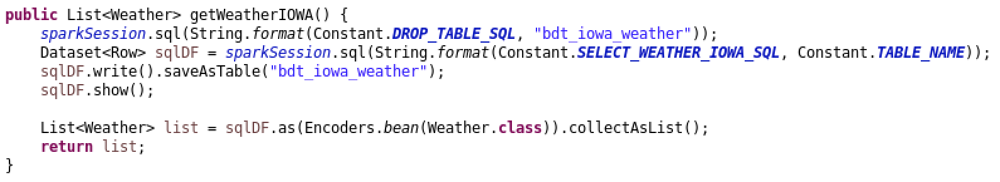 public List<Weather> getWeatherIOWA() {
    sparkSession.sql(String.format(Constant.DROP_TABLE_SQL, "bdt_iowa_weather"));
    Dataset<Row> sqlDF = sparkSession.sql(String.format(Constant.SELECT_WEATHER_IOWA_SQL, Constant.TABLE_NAME));
    sqlDF.write().saveAsTable("bdt_iowa_weather");
    sqlDF.show();

    List<Weather> list = sqlDF.as(Encoders.bean(Weather.class)).collectAsList();
    return list;
}